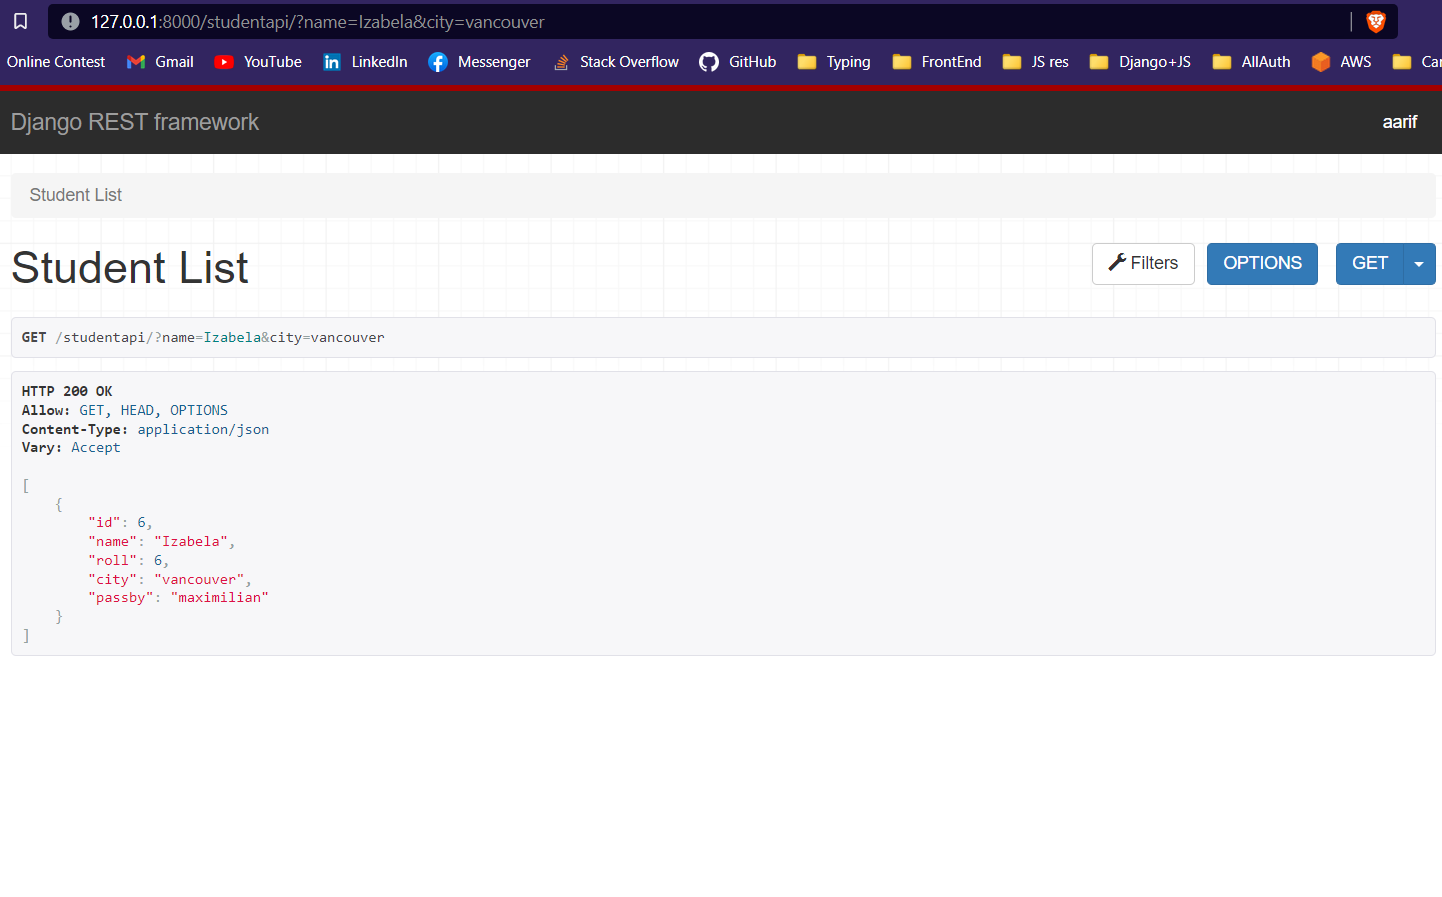 127.0.0.1:8000/studentapi/?name=Izabela&city=vancouver
Online Contest Gmail YouTube LinkedIn Messenger Stack Overflow GitHub Typing FrontEnd JS res Django+JS AllAuth AWS
Django REST framework aarif
Student List
Student List Filters OPTIONS GET
GET /studentapi/?name=Izabela&city=vancouver
HTTP 200 OK
Allow: GET, HEAD, OPTIONS
Content-Type: application/json
Vary: Accept
[
{
"id": 6,
"name": "Izabela",
"roll": 6,
"city": "vancouver",
"passby": "maximilian"
}
]